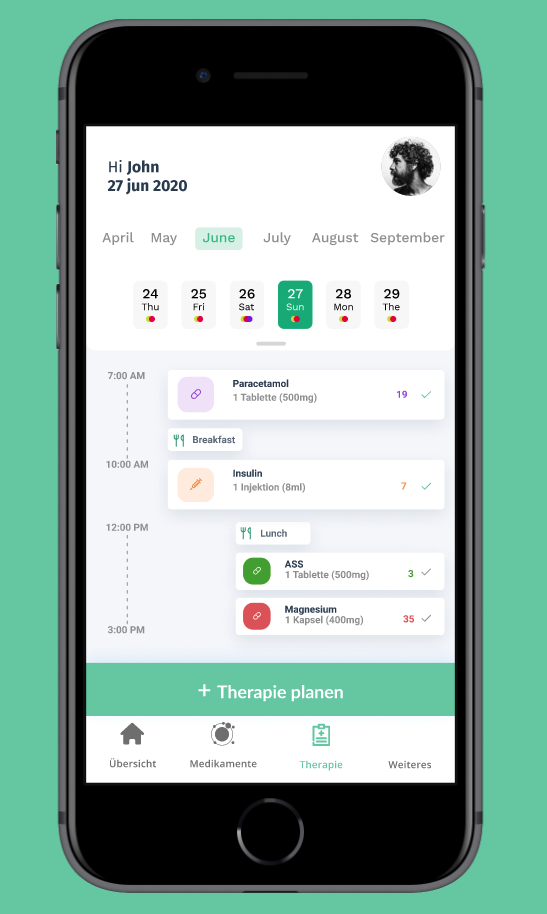 Hi John
27 jun 2020
April May June July August September
24 25 26 27 28 29
Thu Fri Sat Sun Mon The
7:00 AM
Paracetamol
1 Tablette (500mg)
19
Breakfast
10:00 AM
Insulin
1 Injektion (8ml)
7
12:00 PM
Lunch
ASS
1 Tablette (500mg)
3
Magnesium
1 Kapsel (400mg)
35
3:00 PM
+ Therapie planen
Übersicht Medikamente Therapie Weiteres